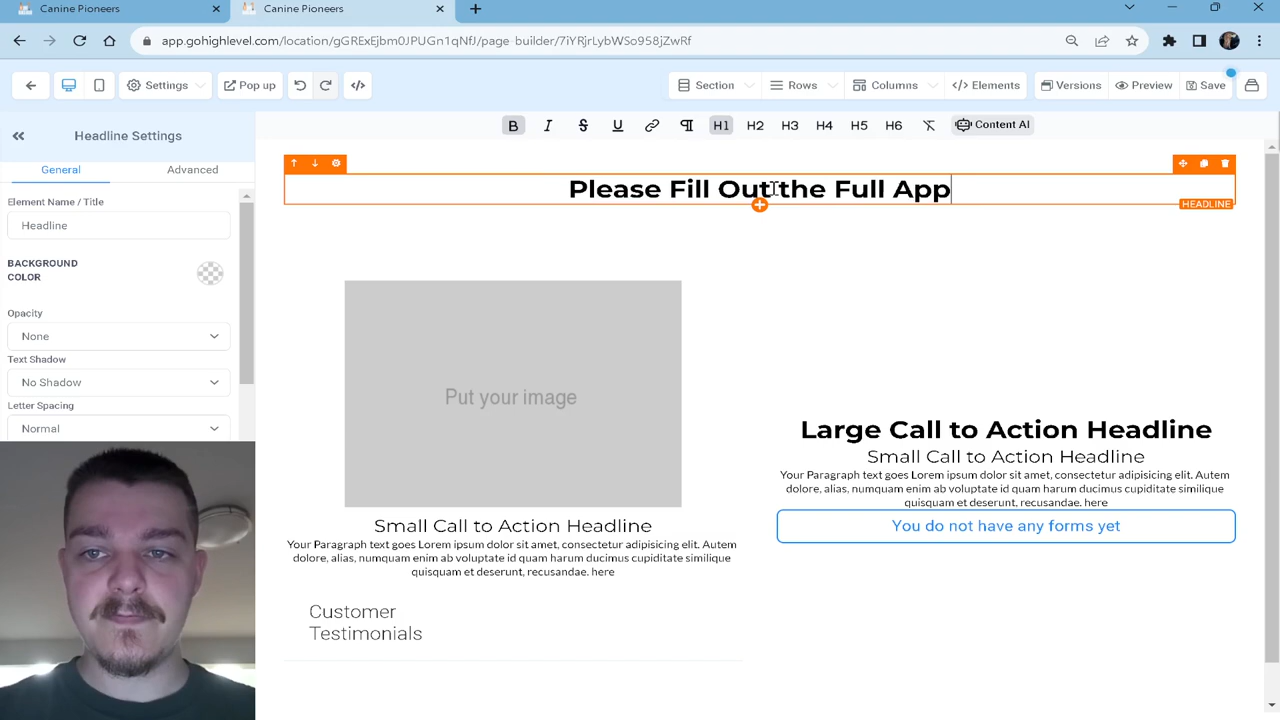 Canine Pioneers
Canine Pioneers
app.gohighlevel.com/location/gGRExEjbm0JPUGn1qNfJ/page-builder/7iYRjrLybWSo958jZwRf
Settings
Pop up
Section
Rows
Columns
</> Elements
Versions
Preview
Save
Headline Settings
B I S U H1 H2 H3 H4 H5 H6 Content AI
General Advanced
Element Name / Title
Headline
BACKGROUND
COLOR
Opacity
None
Text Shadow
No Shadow
Letter Spacing
Normal
Please Fill Out the Full App
HEADLINE
Put your image
Small Call to Action Headline
Your Paragraph text goes Lorem ipsum dolor sit amet, consectetur adipisicing elit. Autem
dolore, alias, numquam enim ab voluptate id quam harum ducimus cupiditate similique
quisquam et deserunt, recusandae. here
Customer
Testimonials
Large Call to Action Headline
Small Call to Action Headline
Your Paragraph text goes Lorem ipsum dolor sit amet, consectetur adipisicing elit. Autem
dolore, alias, numquam enim ab voluptate id quam harum ducimus cupiditate similique
quisquam et deserunt, recusandae. here
You do not have any forms yet